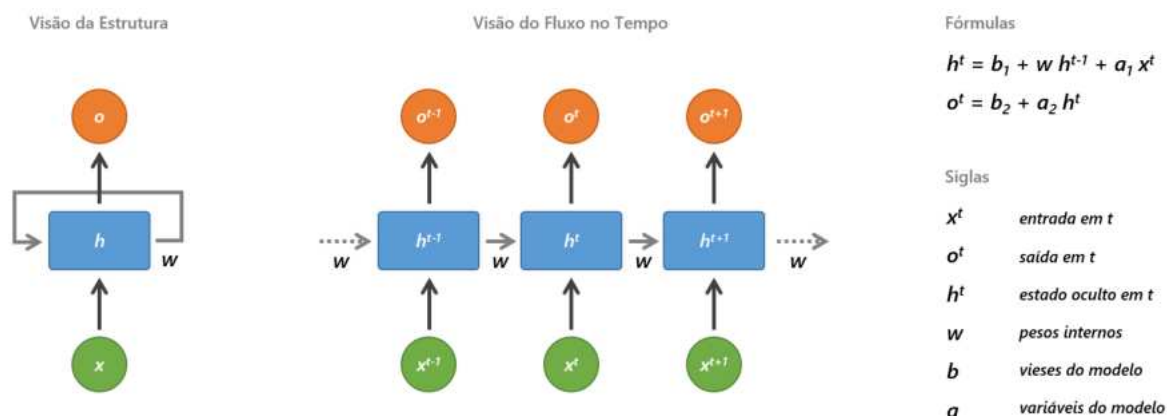 Visão da Estrutura
o
h
w
x
Visão do Fluxo no Tempo
oᵗ⁻¹ oᵗ oᵗ⁺¹
hᵗ⁻¹ hᵗ hᵗ⁺¹
w w w w
xᵗ⁻¹ xᵗ xᵗ⁺¹
Fórmulas
hᵗ = b₁ + w hᵗ⁻¹ + a₁ xᵗ
oᵗ = b₂ + a₂ hᵗ
Siglas
xᵗ entrada em t
oᵗ saída em t
hᵗ estado oculto em t
w pesos internos
b vieses do modelo
a variáveis do modelo